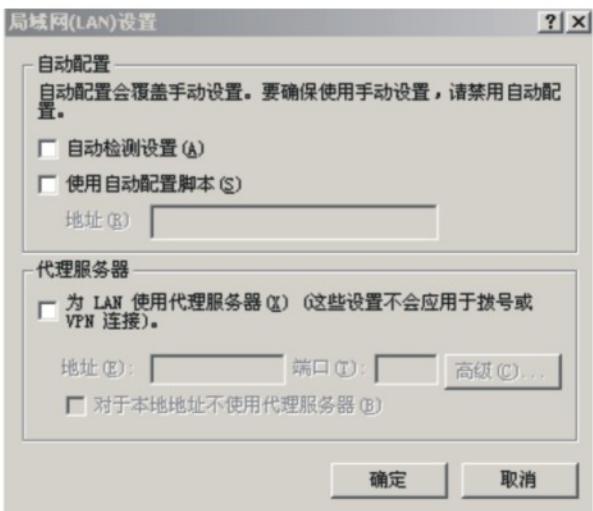 局域网(LAN)设置
自动配置
自动配置会覆盖手动设置。要确保使用手动设置，请禁用自动配
置。
自动检测设置(A)
使用自动配置脚本(S)
地址(R)
代理服务器
为 LAN 使用代理服务器(X) (这些设置不会应用于拨号或
VPN 连接)。
地址(E): 端口(T): 高级(C)...
对于本地地址不使用代理服务器(B)
确定 取消